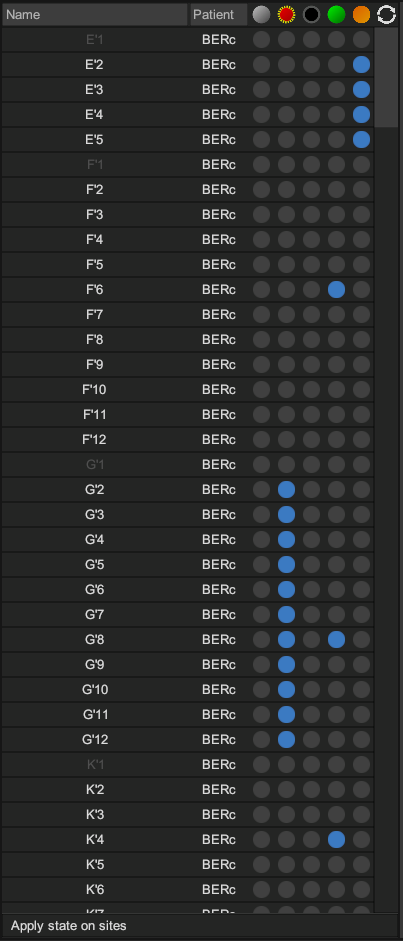 Name Patient
E'1 BERc
E'2 BERc
E'3 BERc
E'4 BERc
E'5 BERc
F'1 BERc
F'2 BERc
F'3 BERc
F'4 BERc
F'5 BERc
F'6 BERc
F'7 BERc
F'8 BERc
F'9 BERc
F'10 BERc
F'11 BERc
F'12 BERc
G'1 BERc
G'2 BERc
G'3 BERc
G'4 BERc
G'5 BERc
G'6 BERc
G'7 BERc
G'8 BERc
G'9 BERc
G'10 BERc
G'11 BERc
G'12 BERc
K'1 BERc
K'2 BERc
K'3 BERc
K'4 BERc
K'5 BERc
K'6 BERc
K'7 BERc
Apply state on sites